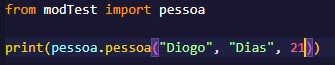 from modTest import pessoa
print(pessoa.pessoa("Diogo", "Dias", 21))